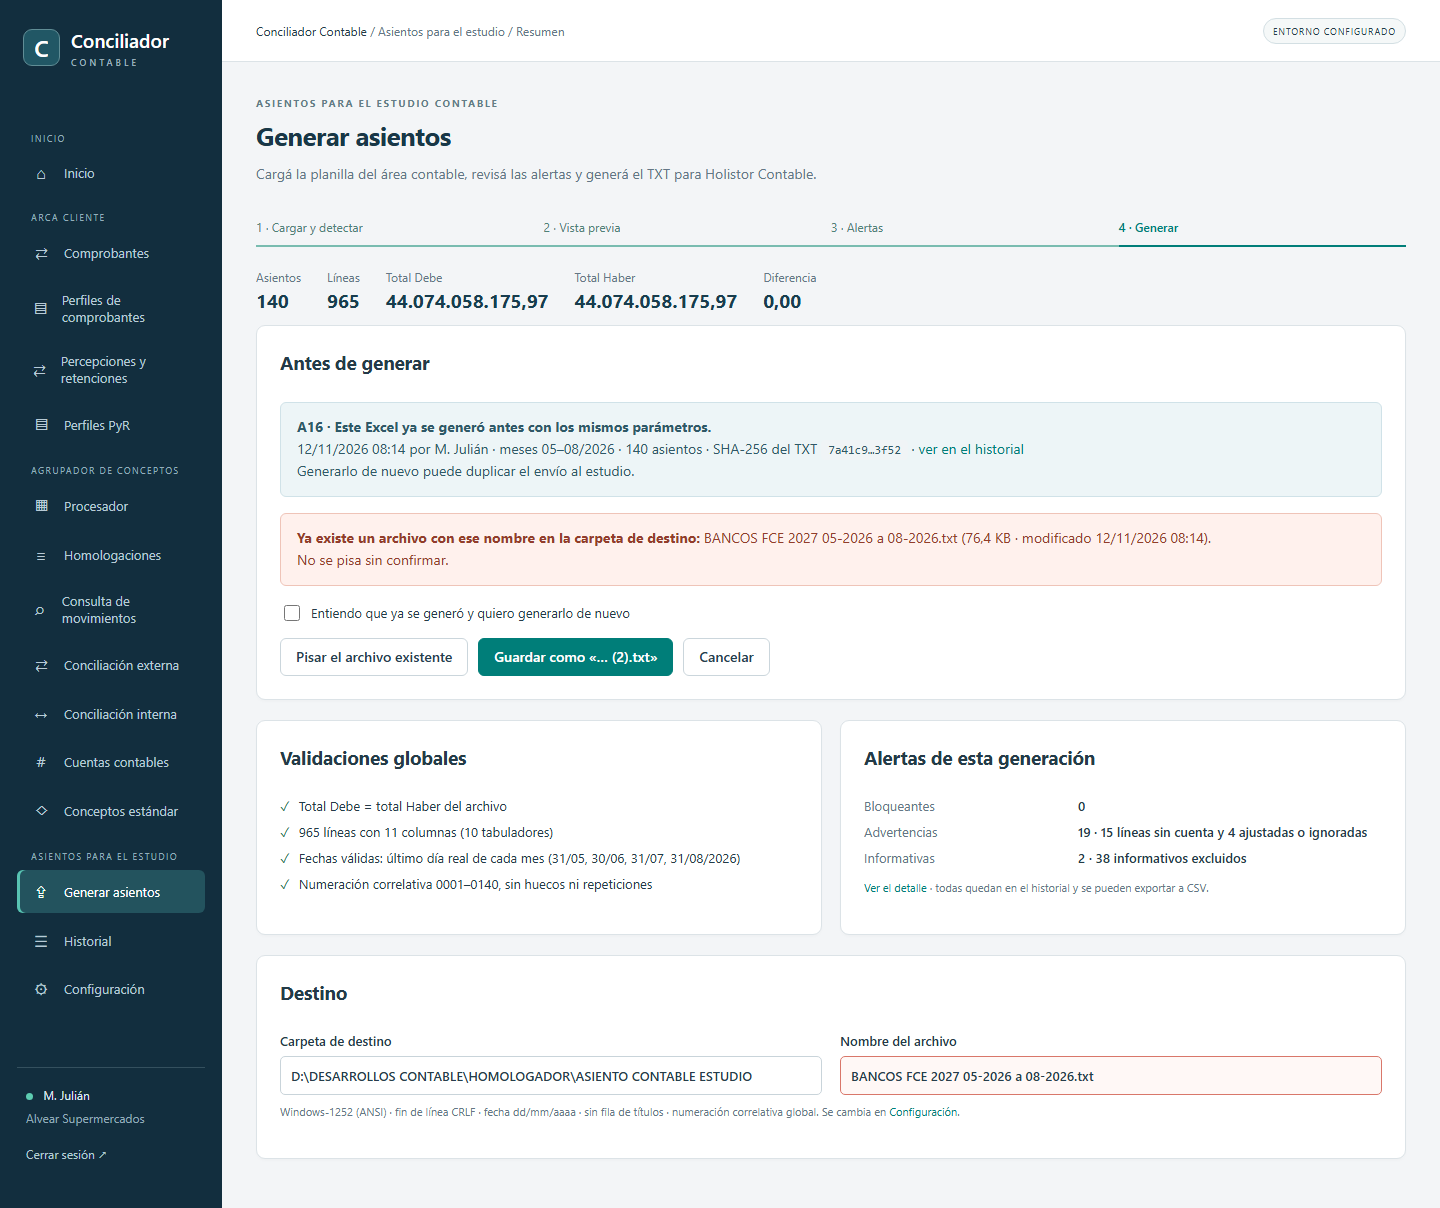 C
Conciliador
CONTABLE
INICIO
Inicio
ARCA CLIENTE
Comprobantes
Perfiles de
comprobantes
Percepciones y
retenciones
Perfiles PyR
AGRUPADOR DE CONCEPTOS
Procesador
Homologaciones
Consulta de
movimientos
Conciliación externa
Conciliación interna
# Cuentas contables
Conceptos estándar
ASIENTOS PARA EL ESTUDIO
Generar asientos
Historial
Configuración
M. Julián
Alvear Supermercados
Cerrar sesión ↗
Conciliador Contable / Asientos para el estudio / Resumen
ENTORNO CONFIGURADO
ASIENTOS PARA EL ESTUDIO CONTABLE
Generar asientos
Cargá la planilla del área contable, revisá las alertas y generá el TXT para Holistor Contable.
1 · Cargar y detectar
2 · Vista previa
3 · Alertas
4 · Generar
Asientos
140
Líneas
965
Total Debe
44.074.058.175,97
Total Haber
44.074.058.175,97
Diferencia
0,00
Antes de generar
A16 · Este Excel ya se generó antes con los mismos parámetros.
12/11/2026 08:14 por M. Julián · meses 05–08/2026 · 140 asientos · SHA-256 del TXT 7a41c9…3f52 · ver en el historial
Generarlo de nuevo puede duplicar el envío al estudio.
Ya existe un archivo con ese nombre en la carpeta de destino: BANCOS FCE 2027 05-2026 a 08-2026.txt (76,4 KB · modificado 12/11/2026 08:14).
No se pisa sin confirmar.
Entiendo que ya se generó y quiero generarlo de nuevo
Pisar el archivo existente
Guardar como «… (2).txt»
Cancelar
Validaciones globales
✓ Total Debe = total Haber del archivo
✓ 965 líneas con 11 columnas (10 tabuladores)
✓ Fechas válidas: último día real de cada mes (31/05, 30/06, 31/07, 31/08/2026)
✓ Numeración correlativa 0001–0140, sin huecos ni repeticiones
Alertas de esta generación
Bloqueantes 0
Advertencias 19 · 15 líneas sin cuenta y 4 ajustadas o ignoradas
Informativas 2 · 38 informativos excluidos
Ver el detalle · todas quedan en el historial y se pueden exportar a CSV.
Destino
Carpeta de destino
D:\DESARROLLOS CONTABLE\HOMOLOGADOR\ASIENTO CONTABLE ESTUDIO
Nombre del archivo
BANCOS FCE 2027 05-2026 a 08-2026.txt
Windows-1252 (ANSI) · fin de línea CRLF · fecha dd/mm/aaaa · sin fila de títulos · numeración correlativa global. Se cambia en Configuración.